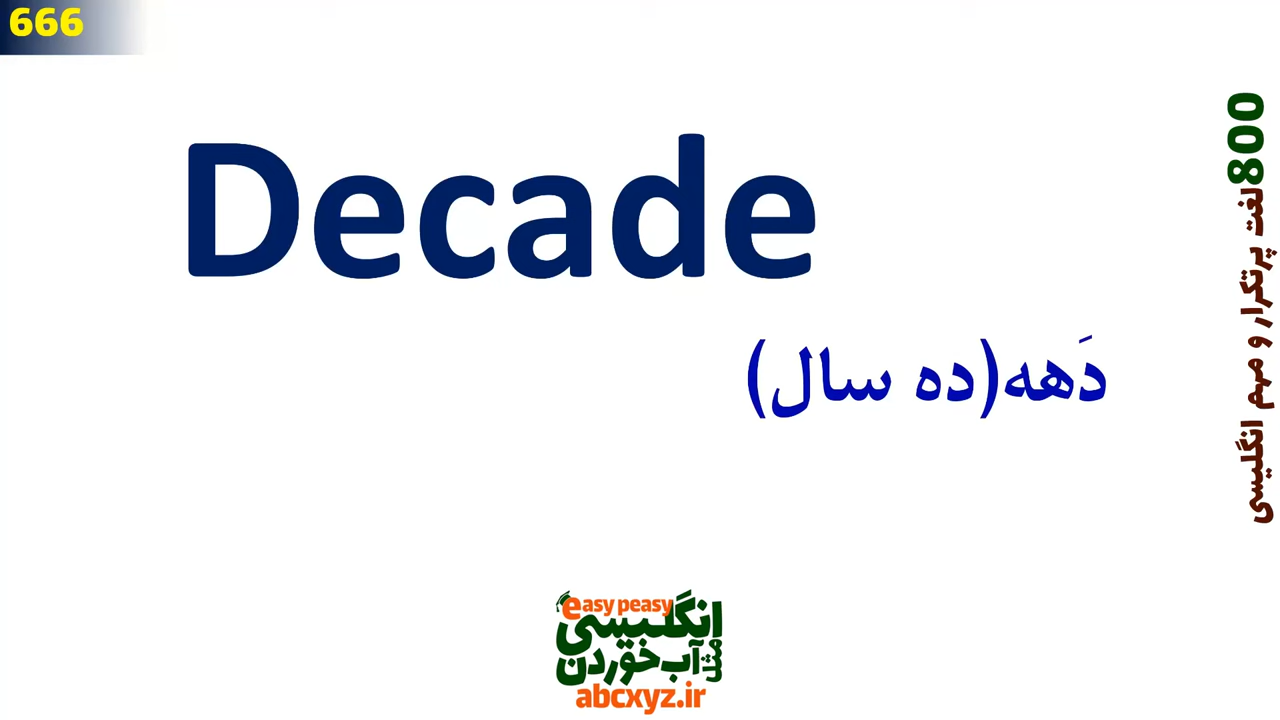 666
Decade
دَهه(ده سال)
800 لغت پرتکرار و مهم انگلیسی
easy peasy
انگلیسی
مثل آب خوردن
abcxyz.ir